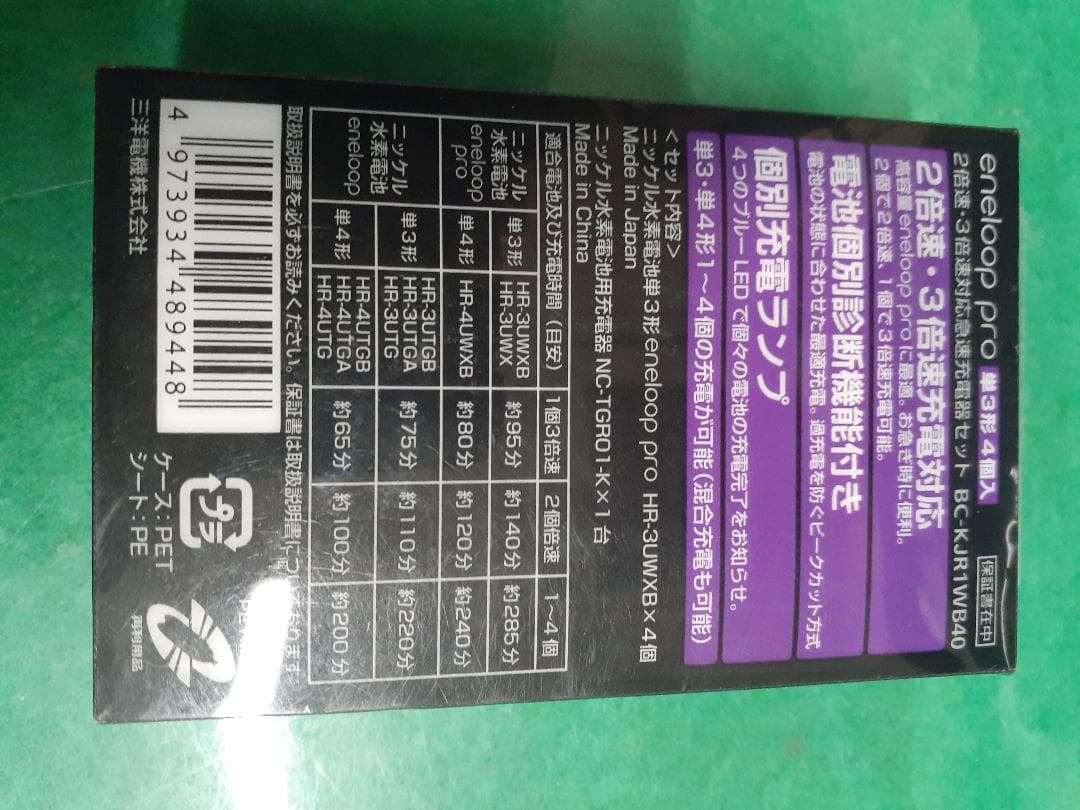 eneloop pro 単3形 4個入
保証書在中
2倍速・3倍速対応急速充電器セット BC-KJR1WB40
2倍速・3倍速充電対応
高容量eneloop proに最適。お急ぎ時に便利。
2個で2倍速、1個で3倍速充電可能。
電池個別診断機能付き
電池の状態に合わせた最適充電。過充電を防ぐピークカット方式
個別充電ランプ
4つのブルーLEDで個々の電池の充電完了をお知らせ。
単3・単4形1～4個の充電が可能(混合充電も可能)
<セット内容>
ニッケル水素電池単3形eneloop pro HR-3UWXB×4個
Made in Japan
ニッケル水素電池用充電器 NC-TGR01-K×1台
Made in China
適合電池及び充電時間（目安） 1個3倍速 2個倍速 1～4個
ニッケル水素電池 eneloop pro
単3形 HR-3UWXB HR-3UWX 約95分 約140分 約285分
単4形 HR-4UWXB 約80分 約120分 約240分
ニッケル水素電池 eneloop
単3形 HR-3UTGB HR-3UTGA HR-3UTG 約75分 約110分 約220分
単4形 HR-4UTGB HR-4UTGA HR-4UTG 約65分 約100分 約200分
取扱説明書を必ずお読みください。保証書は取扱説明書についております
4 973934 489448
三洋電機株式会社
プラ
ケース:PET
シート:PE
再利用品